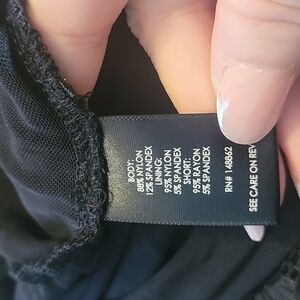 BODY:
88% NYLON
12% SPANDEX
LINING:
95% NYLON
5% SPANDEX
SHORT:
95% RAYON
5% SPANDEX
RN# 148862
SEE CARE ON REV